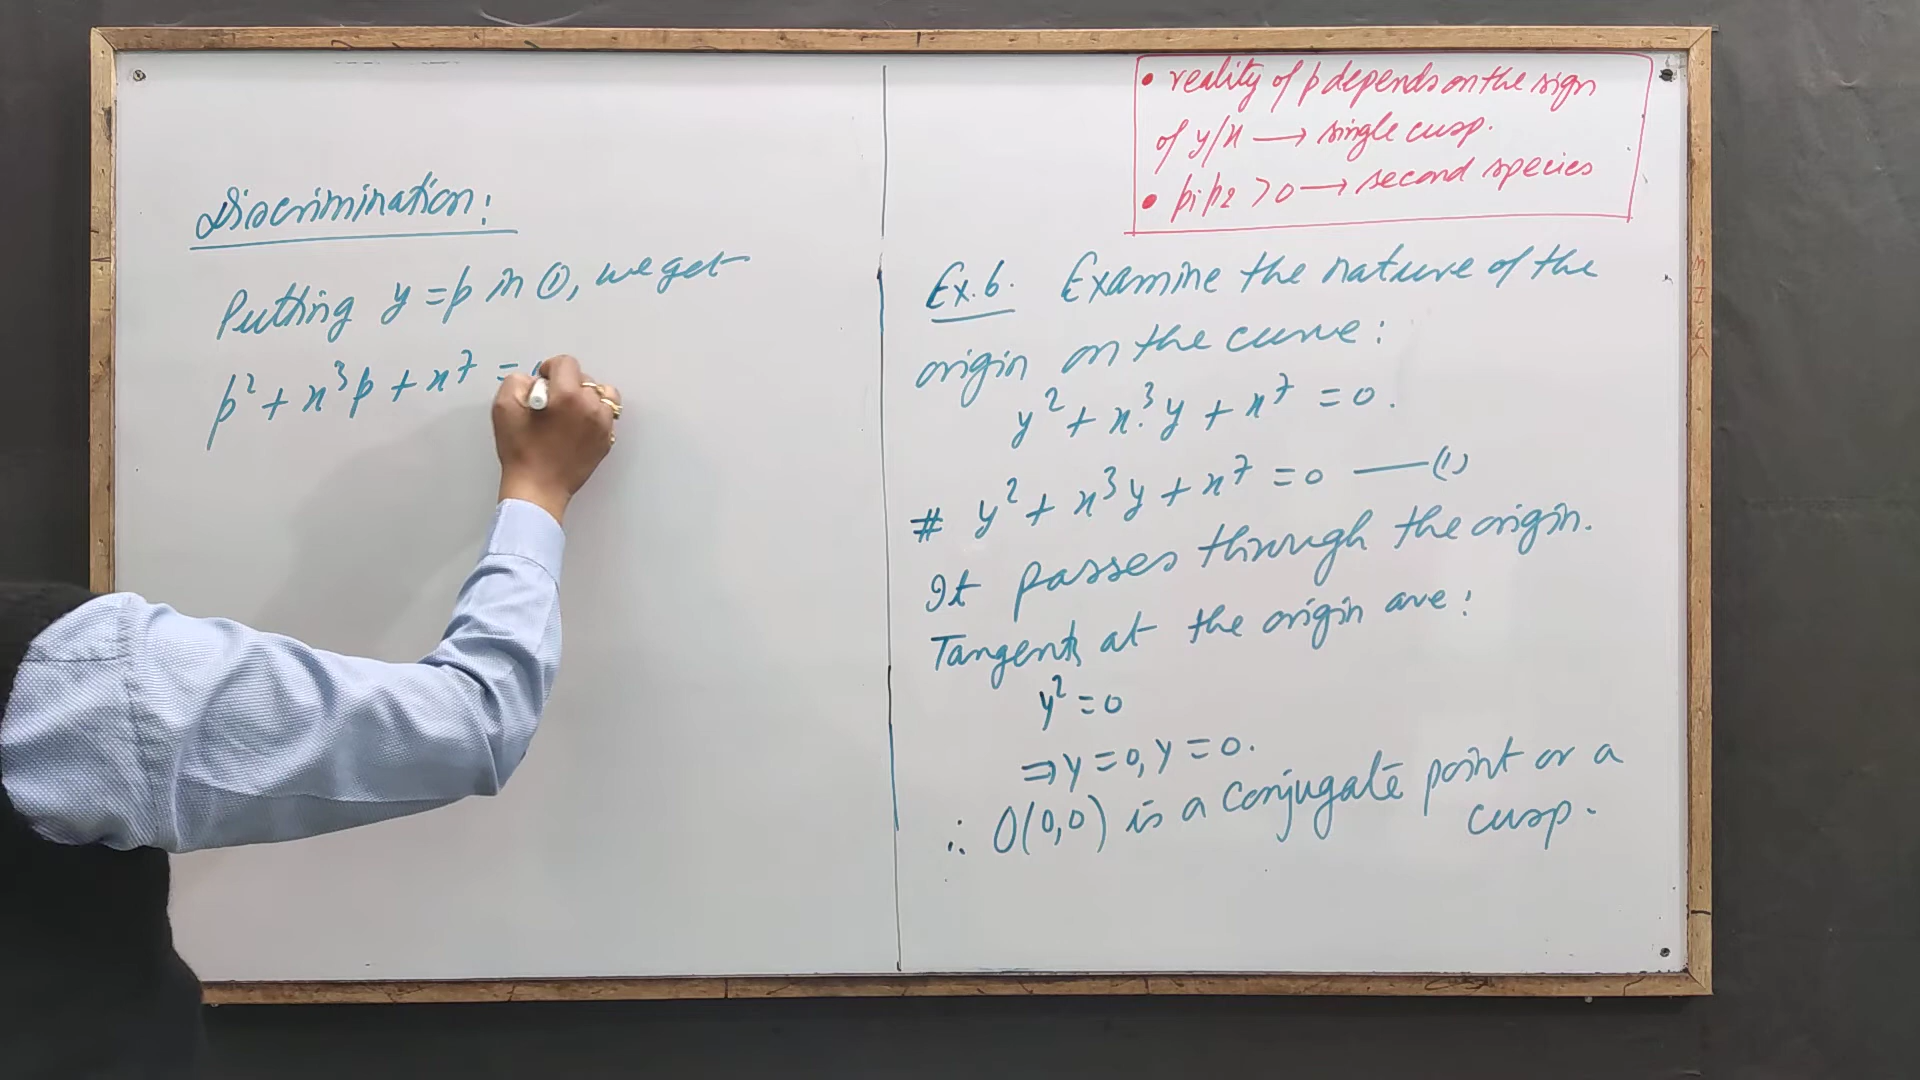 Discrimination:
Putting y = p in ①, we get
p² + x³p + x⁷ =
• reality of p depends on the sign
of y/x → single cusp.
• p₁p₂ > 0 → second species
Ex.6. Examine the nature of the
origin on the curve:
y² + x³y + x⁷ = 0.
# y² + x³y + x⁷ = 0 —(1)
It passes through the origin.
Tangents at the origin are:
y² = 0
⇒ y = 0, y = 0.
∴ O(0,0) is a conjugate point or a
cusp.